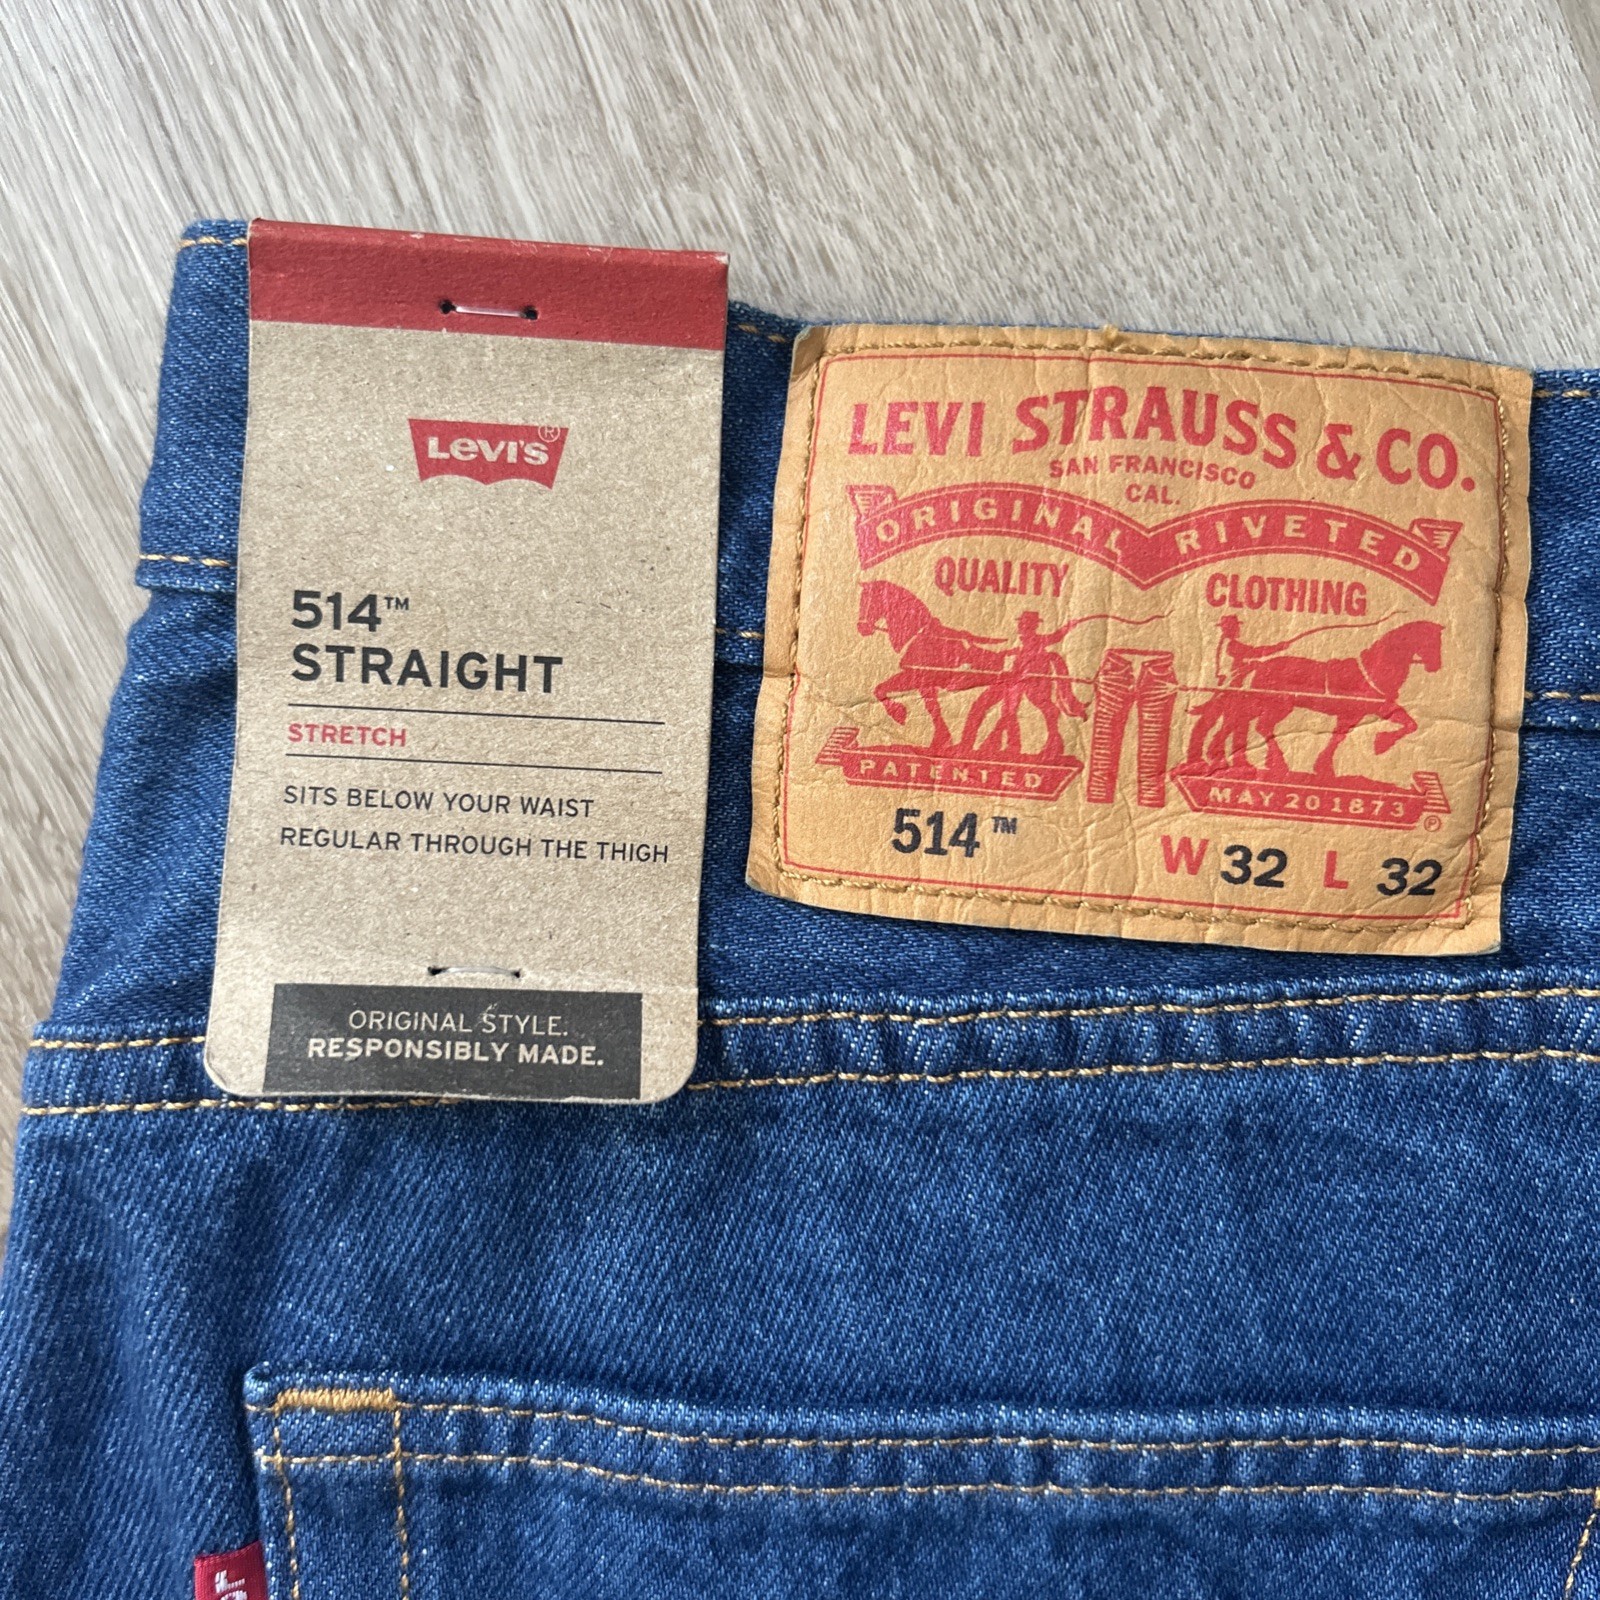 Levi's®
514™
STRAIGHT
STRETCH
SITS BELOW YOUR WAIST
REGULAR THROUGH THE THIGH
ORIGINAL STYLE.
RESPONSIBLY MADE.
LEVI STRAUSS & CO.
SAN FRANCISCO
CAL.
ORIGINAL RIVETED
QUALITY CLOTHING
PATENTED MAY 20 1873 ℗
514™ W 32 L 32